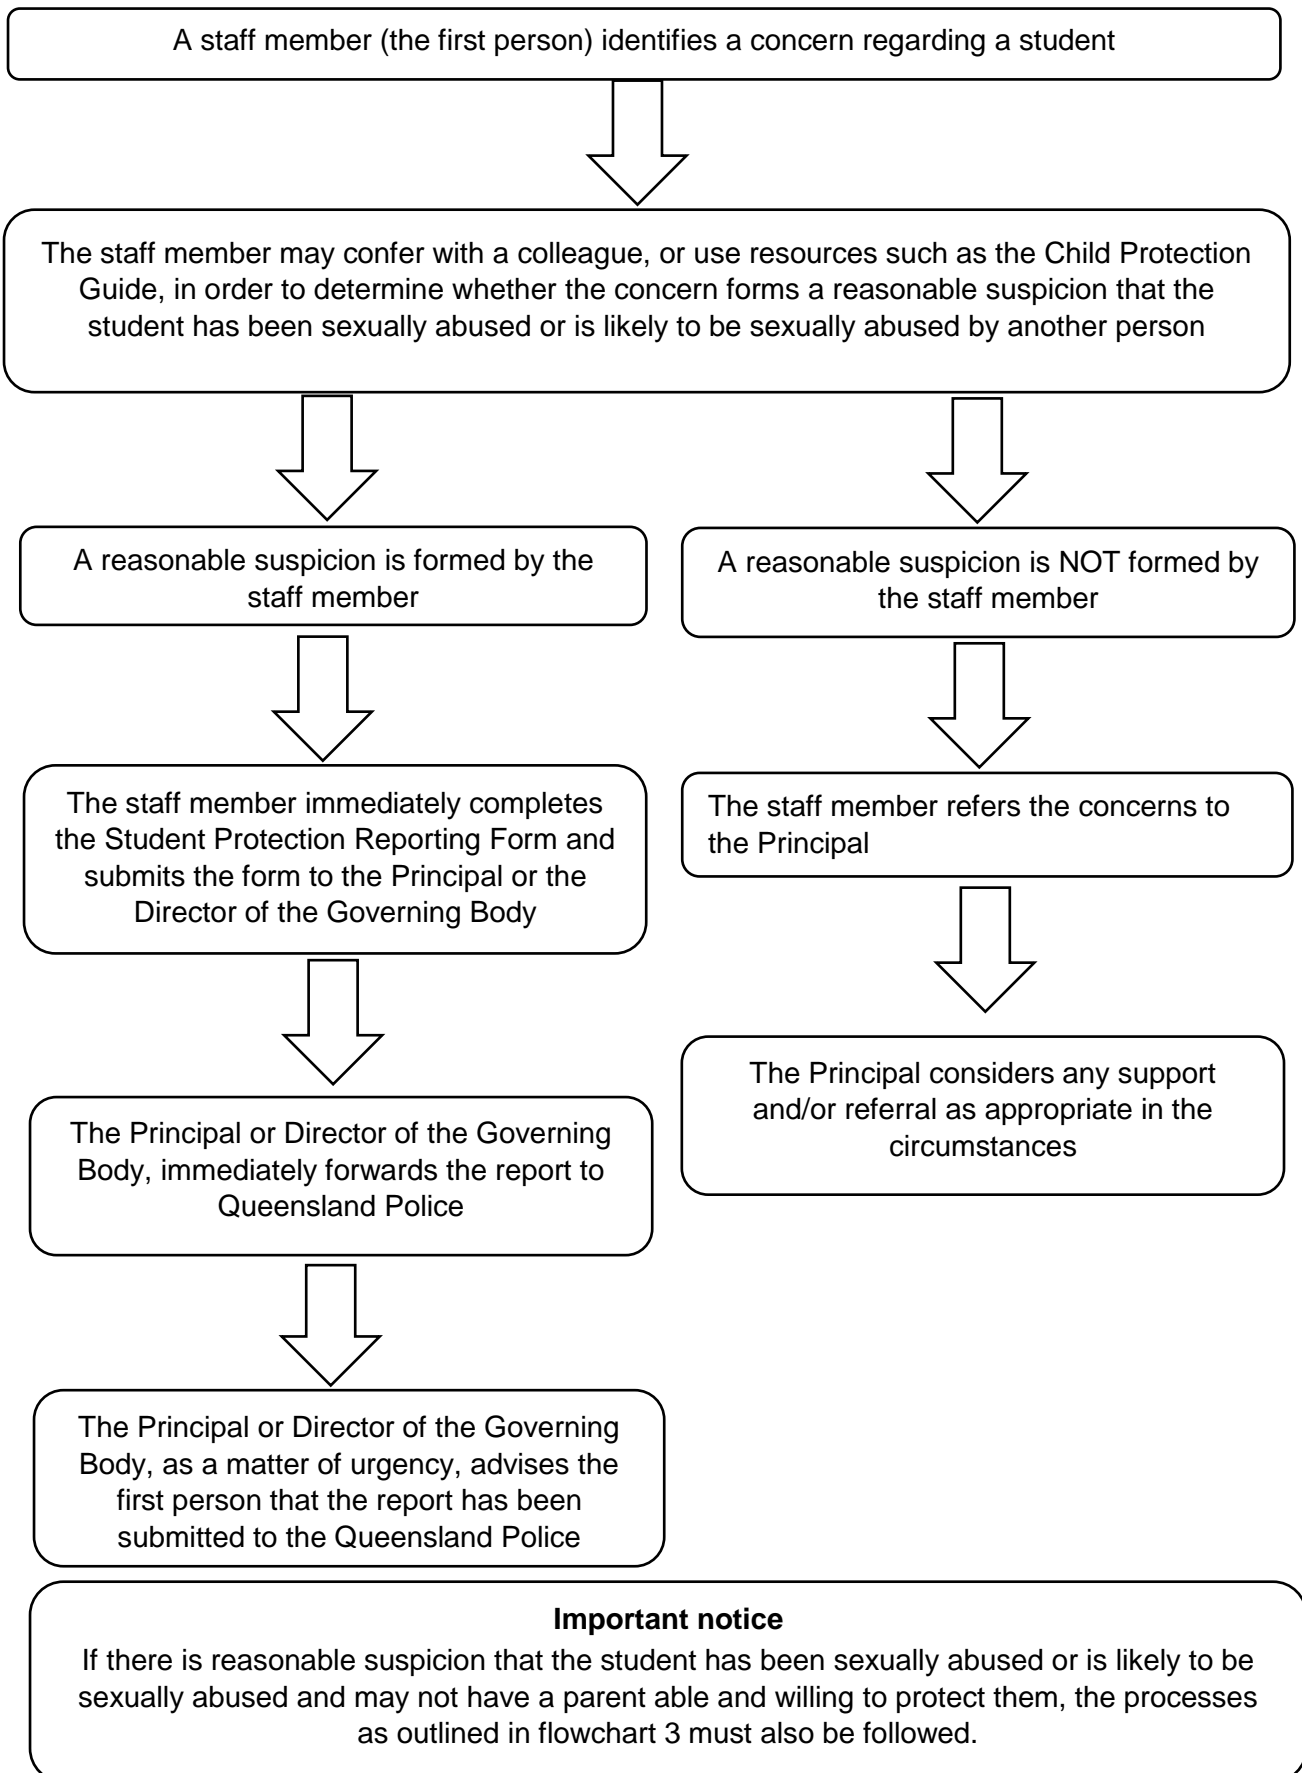 A staff member (the first person) identifies a concern regarding a student
The staff member may confer with a colleague, or use resources such as the Child Protection
Guide, in order to determine whether the concern forms a reasonable suspicion that the
student has been sexually abused or is likely to be sexually abused by another person
A reasonable suspicion is formed by the
staff member
A reasonable suspicion is NOT formed by
the staff member
The staff member immediately completes
the Student Protection Reporting Form and
submits the form to the Principal or the
Director of the Governing Body
The staff member refers the concerns to
the Principal
The Principal or Director of the Governing
Body, immediately forwards the report to
Queensland Police
The Principal considers any support
and/or referral as appropriate in the
circumstances
The Principal or Director of the Governing
Body, as a matter of urgency, advises the
first person that the report has been
submitted to the Queensland Police
Important notice
If there is reasonable suspicion that the student has been sexually abused or is likely to be
sexually abused and may not have a parent able and willing to protect them, the processes
as outlined in flowchart 3 must also be followed.